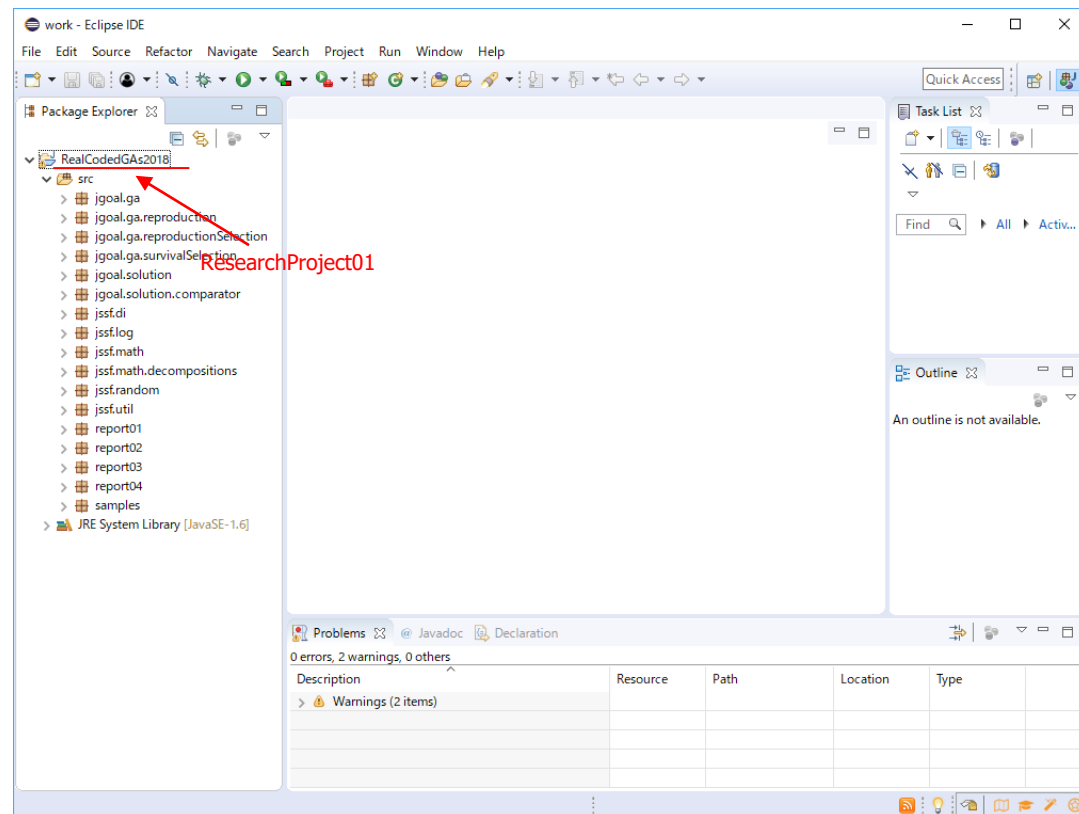 work - Eclipse IDE
File Edit Source Refactor Navigate Search Project Run Window Help
Quick Access
Package Explorer
RealCodedGAs2018
src
jgoal.ga
jgoal.ga.reproduction
jgoal.ga.reproductionSelection
jgoal.ga.survivalSelection
ResearchProject01
jgoal.solution
jgoal.solution.comparator
jssf.di
jssf.log
jssf.math
jssf.math.decompositions
jssf.random
jssf.util
report01
report02
report03
report04
samples
JRE System Library [JavaSE-1.6]
Task List
Find All Activ...
Outline
An outline is not available.
Problems @ Javadoc Declaration
0 errors, 2 warnings, 0 others
Description Resource Path Location Type
Warnings (2 items)